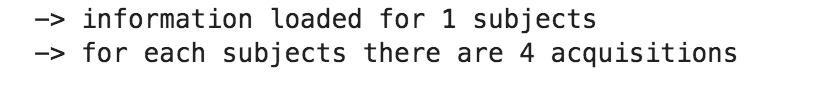 —> information loaded for 1 subjects
—> for each subjects there are 4 acquisitions